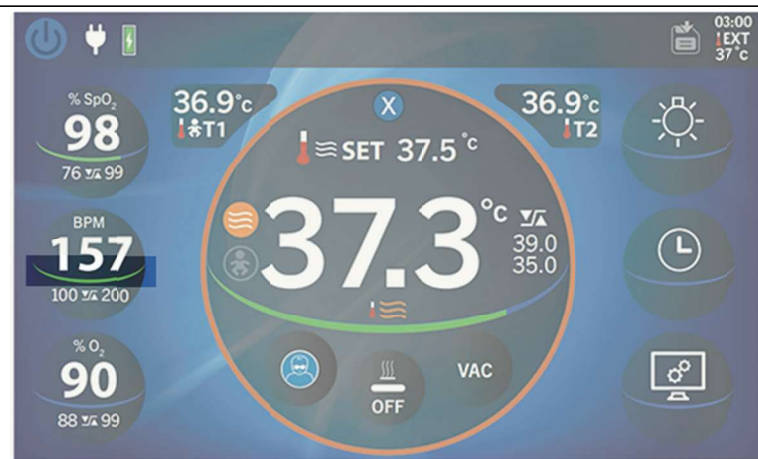 03:00
EXT
37°c
% SpO₂
98
76 99
36.9°c
T1
X
36.9°c
T2
SET 37.5°c
BPM
157
100 200
37.3°c
39.0
35.0
% O₂
90
88 99
OFF
VAC